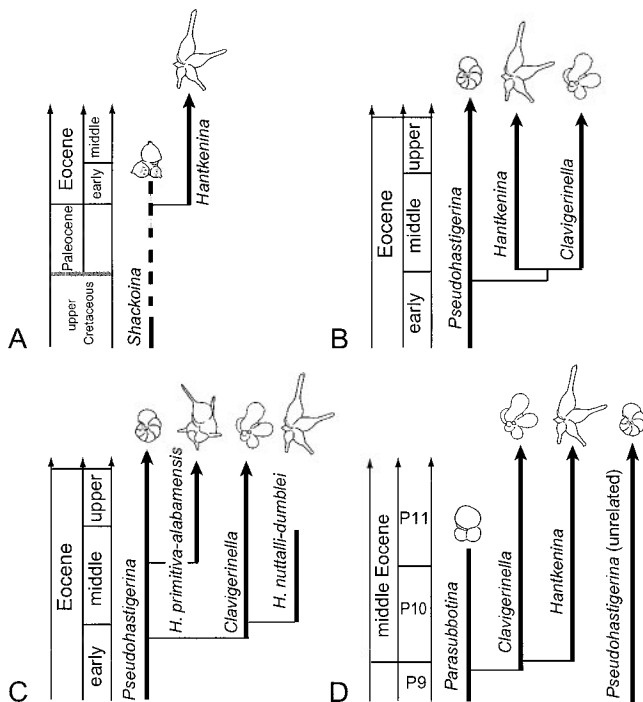 A
Eocene
middle
early
Paleocene
upper
Cretaceous
Shackoina
Hantkenina
B
Eocene
upper
middle
early
Pseudohastigerina
Hantkenina
Clavigerinella
C
Eocene
upper
middle
early
Pseudohastigerina
H. primitiva-alabamensis
Clavigerinella
H. nuttalli-dumblei
D
middle Eocene
P11
P10
P9
Parasubbotina
Clavigerinella
Hantkenina
Pseudohastigerina (unrelated)